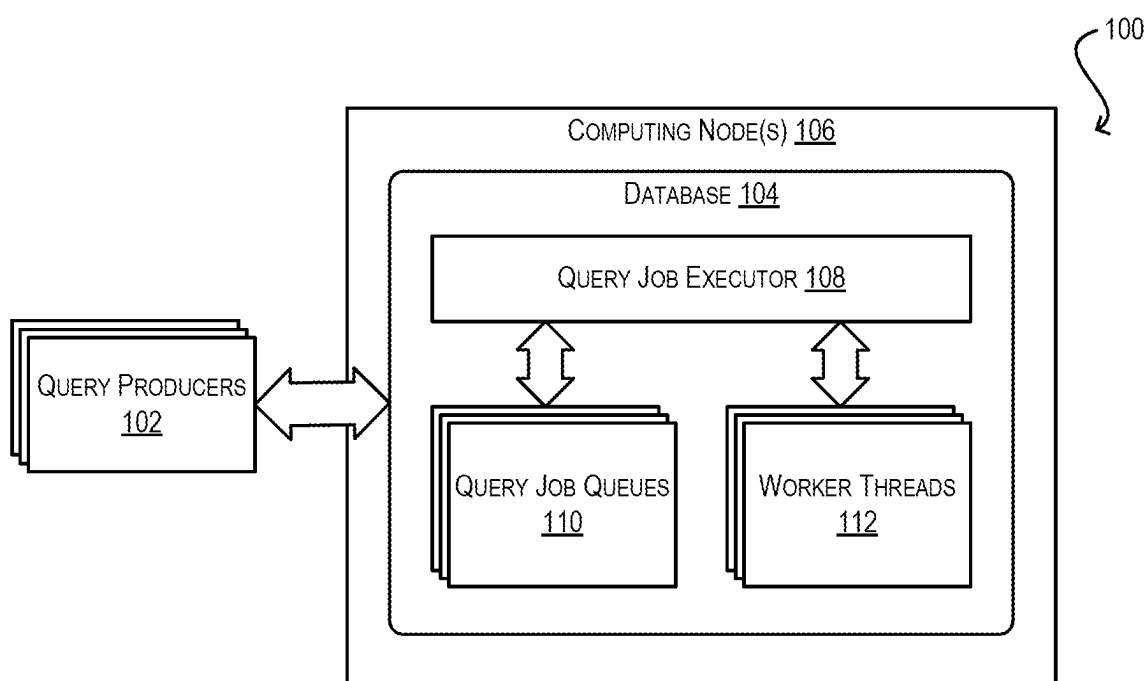 100
COMPUTING NODE(S) 106
DATABASE 104
QUERY JOB EXECUTOR 108
QUERY PRODUCERS
102
QUERY JOB QUEUES
110
WORKER THREADS
112